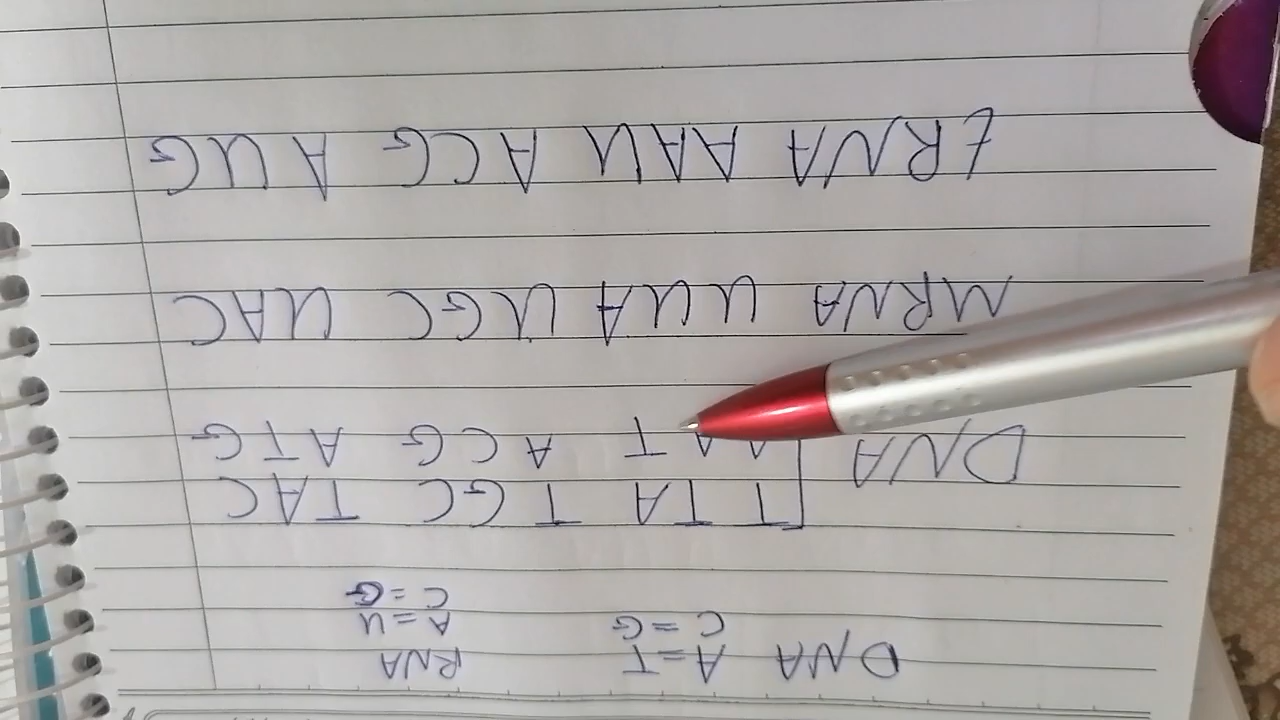 DNA A=T RNA
C=G A=U
C=G
DNA TTA TGC TAC
AAT ACG ATG
MRNA UUA UGC UAC
tRNA AAU ACG AUG